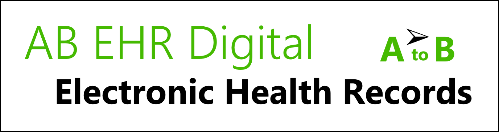 AB EHR Digital
A to B
Electronic Health Records